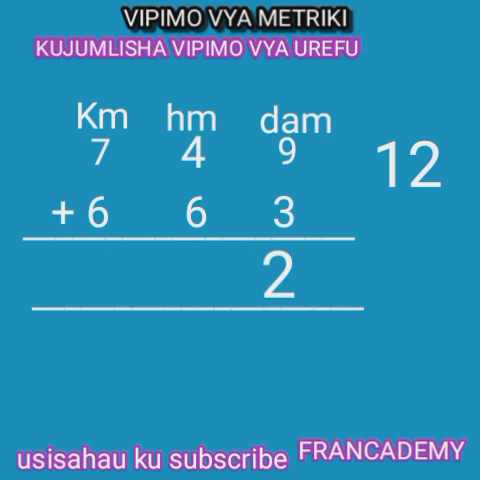 VIPIMO VYA METRIKI
KUJUMLISHA VIPIMO VYA UREFU
Km hm dam
7 4 9 12
+ 6 6 3
2
usisahau ku subscribe FRANCADEMY